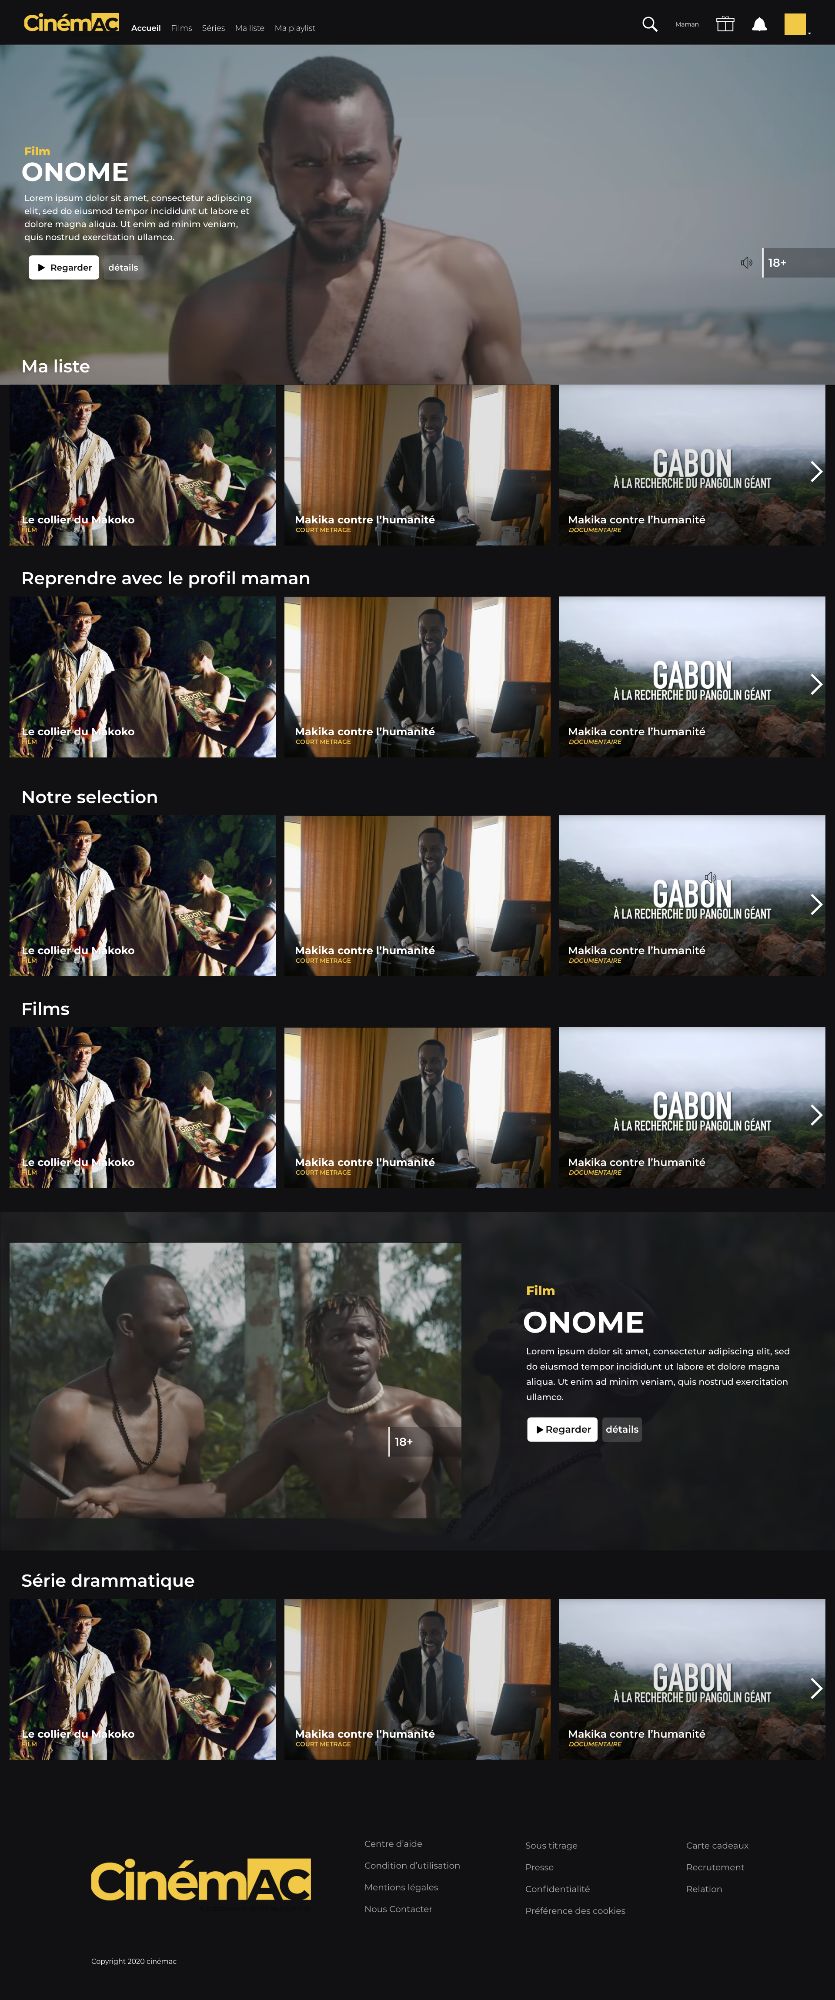 CinémAC
Accueil Films Séries Ma liste Ma playlist
Maman
Film
ONOME
Lorem ipsum dolor sit amet, consectetur adipiscing
elit, sed do eiusmod tempor incididunt ut labore et
dolore magna aliqua. Ut enim ad minim veniam,
quis nostrud exercitation ullamco.
Regarder détails
18+
Ma liste
GABON
À LA RECHERCHE DU PANGOLIN GÉANT
Le collier du Makoko
FILM
Makika contre l'humanité
COURT METRAGE
Makika contre l'humanité
DOCUMENTAIRE
Reprendre avec le profil maman
Gabon
GABON
À LA RECHERCHE DU PANGOLIN GÉANT
Le collier du Makoko
FILM
Makika contre l'humanité
COURT METRAGE
Makika contre l'humanité
DOCUMENTAIRE
Notre selection
Gabon
GABON
À LA RECHERCHE DU PANGOLIN GÉANT
Le collier du Makoko
FILM
Makika contre l'humanité
COURT METRAGE
Makika contre l'humanité
DOCUMENTAIRE
Films
Gabon
GABON
À LA RECHERCHE DU PANGOLIN GÉANT
Le collier du Makoko
FILM
Makika contre l'humanité
COURT METRAGE
Makika contre l'humanité
DOCUMENTAIRE
18+
Film
ONOME
Lorem ipsum dolor sit amet, consectetur adipiscing elit, sed
do eiusmod tempor incididunt ut labore et dolore magna
aliqua. Ut enim ad minim veniam, quis nostrud exercitation
ullamco.
Regarder détails
Série drammatique
Gabon
GABON
À LA RECHERCHE DU PANGOLIN GÉANT
Le collier du Makoko
FILM
Makika contre l'humanité
COURT METRAGE
Makika contre l'humanité
DOCUMENTAIRE
CinémAC
Centre d'aide
Condition d'utilisation
Mentions légales
Nous Contacter
Sous titrage
Presse
Confidentialité
Préférence des cookies
Carte cadeaux
Recrutement
Relation
Copyright 2020 cinémac